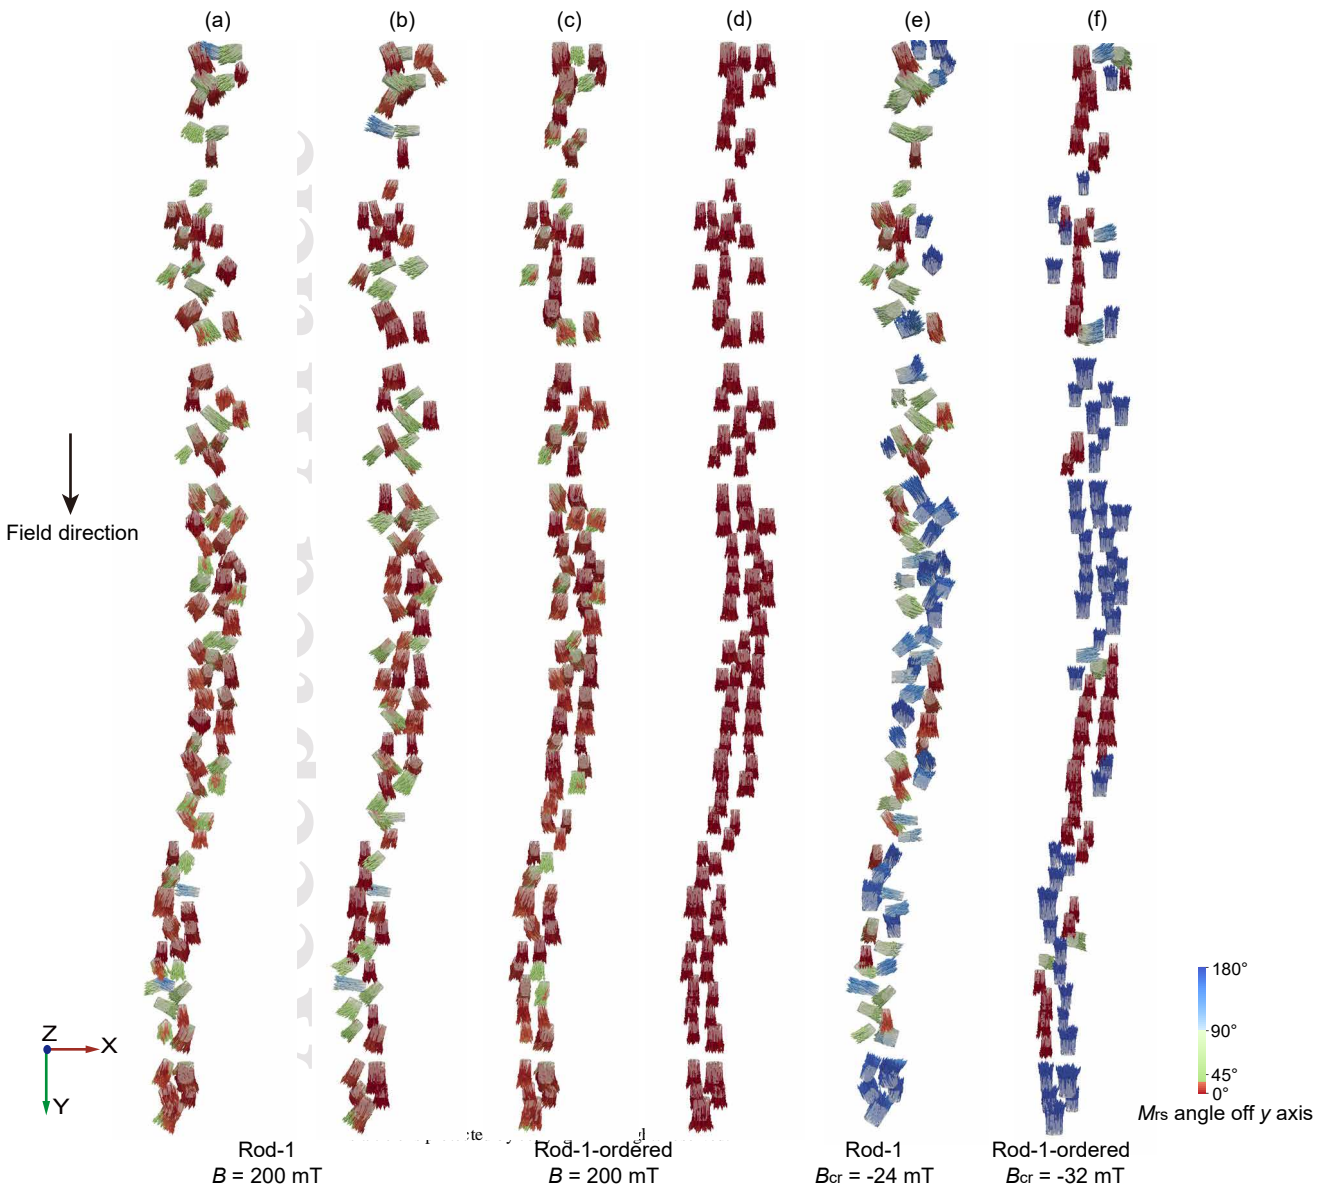 (a) (b) (c) (d) (e) (f)
Field direction
Z
X
Y
180°
90°
45°
0°
Mrs angle off y axis
Rod-1 Rod-1-ordered Rod-1 Rod-1-ordered
B = 200 mT B = 200 mT Bcr = -24 mT Bcr = -32 mT